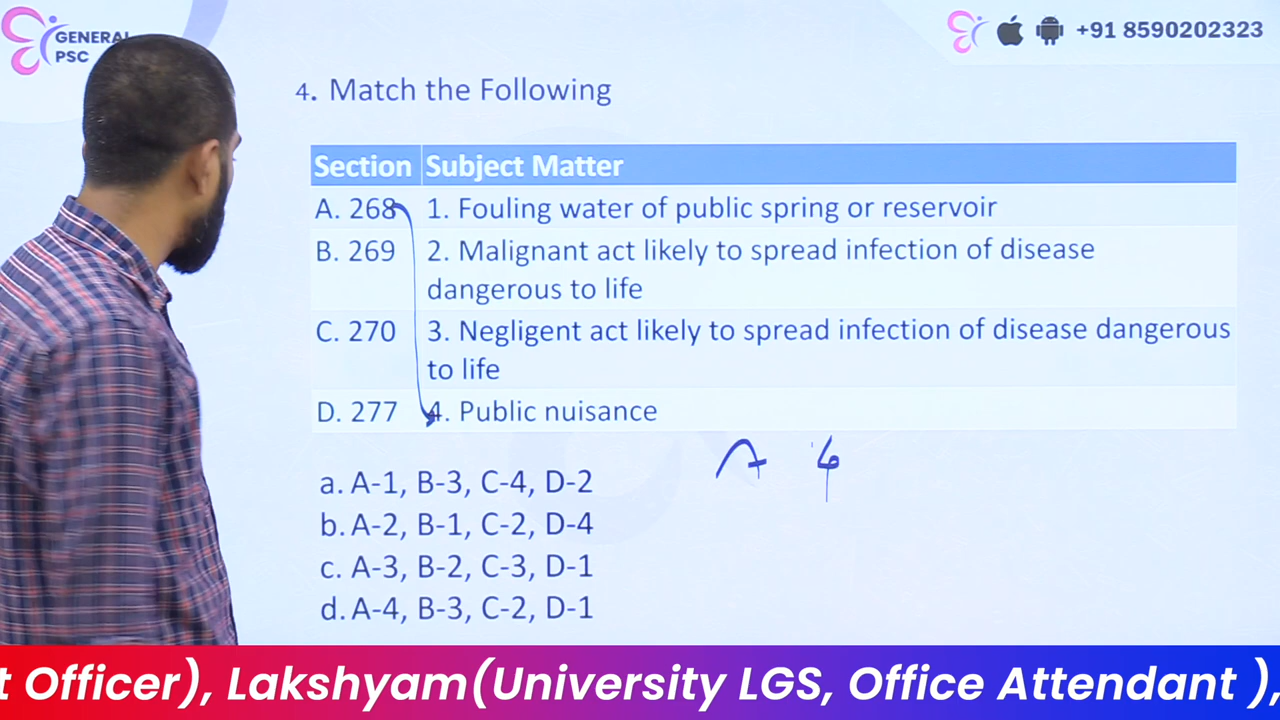 GENERAL
PSC
+91 8590202323
4. Match the Following
Section Subject Matter
A. 268 1. Fouling water of public spring or reservoir
B. 269 2. Malignant act likely to spread infection of disease
dangerous to life
C. 270 3. Negligent act likely to spread infection of disease dangerous
to life
D. 277 4. Public nuisance
A 4
a. A-1, B-3, C-4, D-2
b. A-2, B-1, C-2, D-4
c. A-3, B-2, C-3, D-1
d. A-4, B-3, C-2, D-1
t Officer), Lakshyam(University LGS, Office Attendant ),